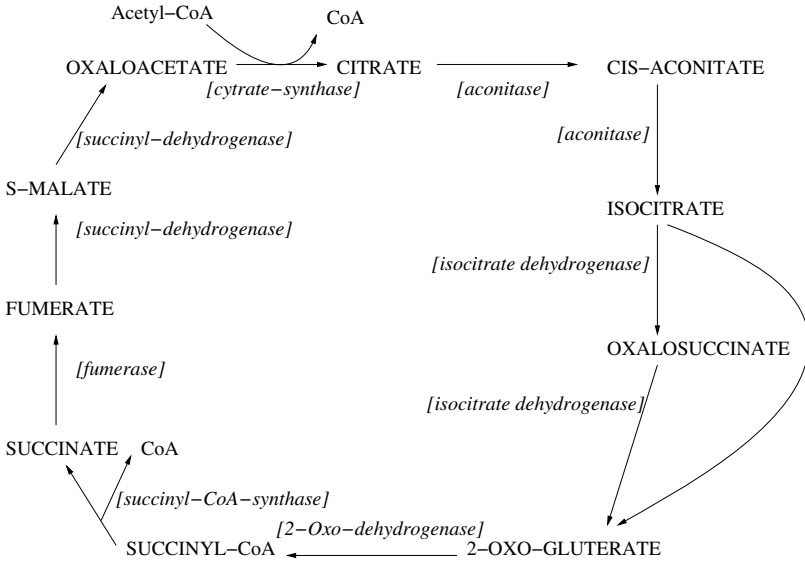 Acetyl−CoA
CoA
OXALOACETATE
CITRATE
CIS−ACONITATE
[cytrate−synthase]
[aconitase]
[aconitase]
[succinyl−dehydrogenase]
S−MALATE
ISOCITRATE
[succinyl−dehydrogenase]
[isocitrate dehydrogenase]
FUMERATE
OXALOSUCCINATE
[fumerase]
[isocitrate dehydrogenase]
SUCCINATE
CoA
[succinyl−CoA−synthase]
[2−Oxo−dehydrogenase]
SUCCINYL−CoA
2−OXO−GLUTERATE